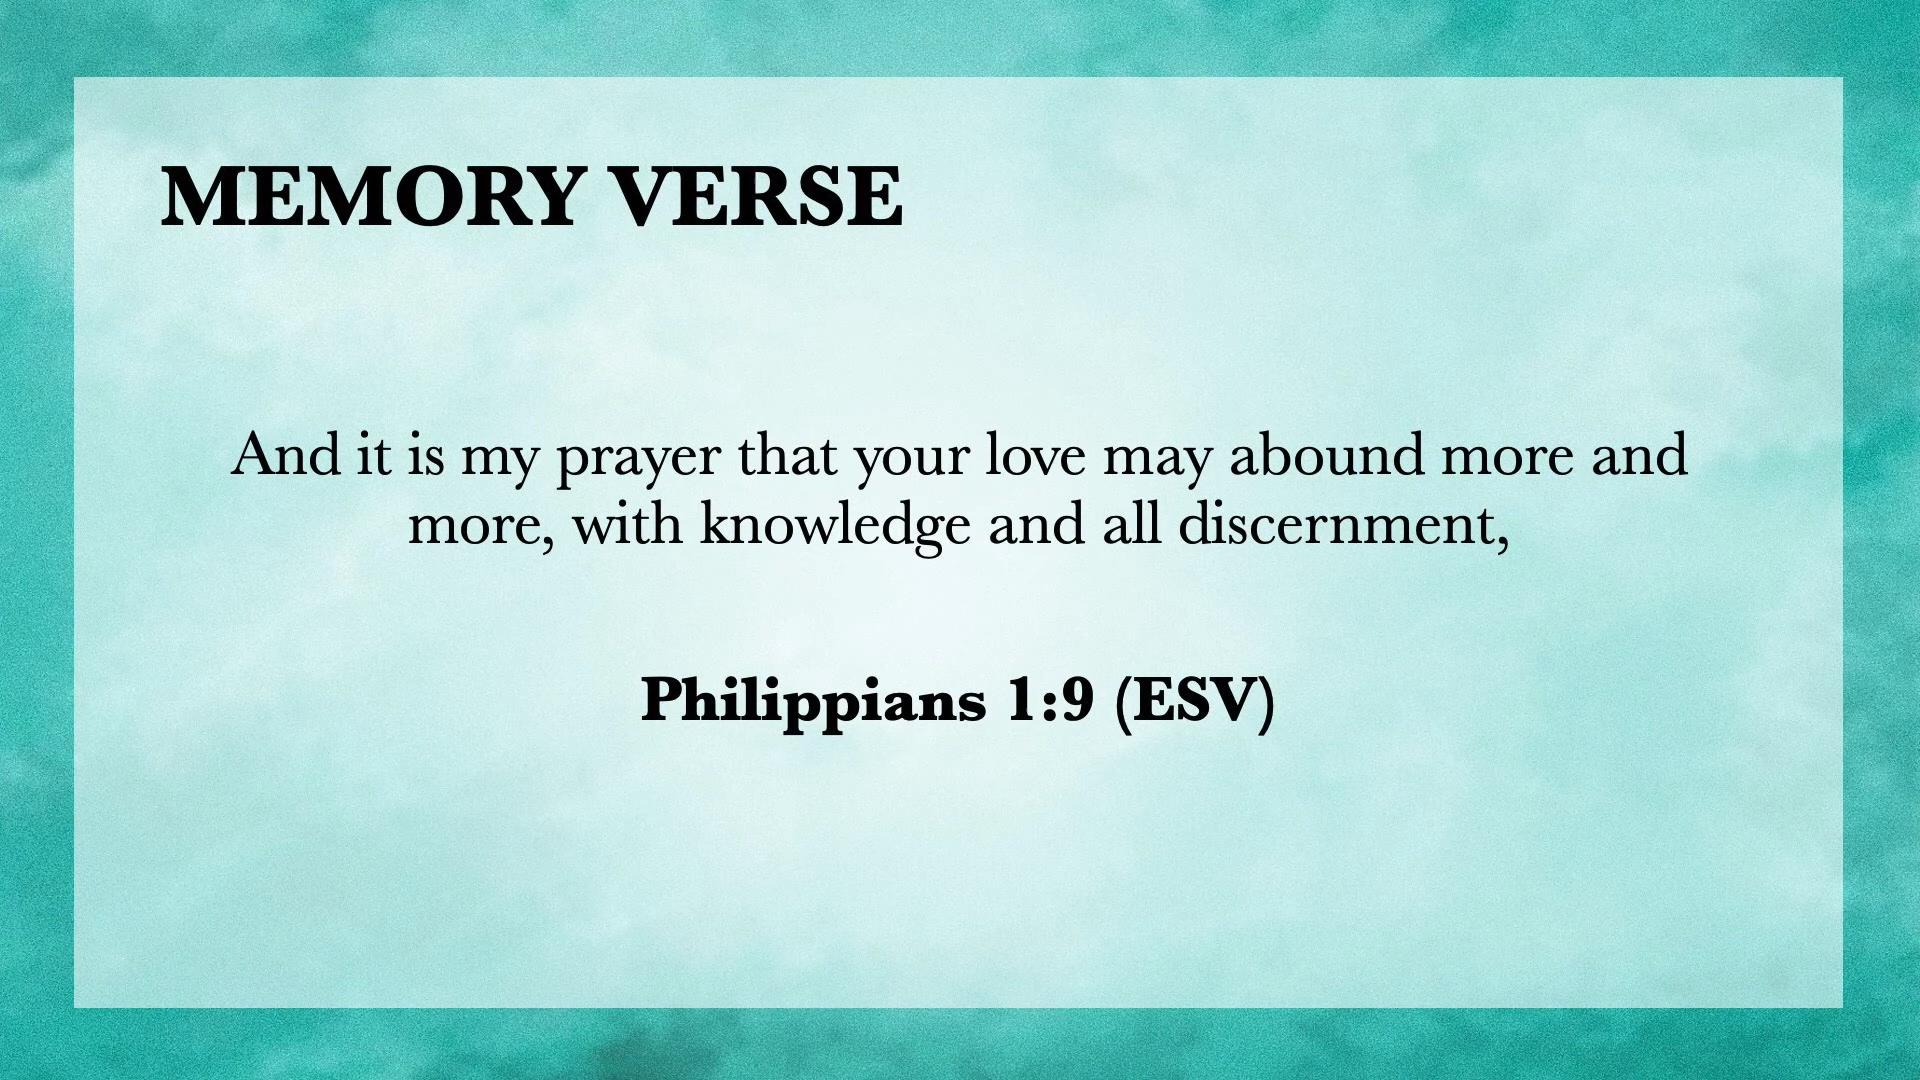 MEMORY VERSE
And it is my prayer that your love may abound more and
more, with knowledge and all discernment,
Philippians 1:9 (ESV)